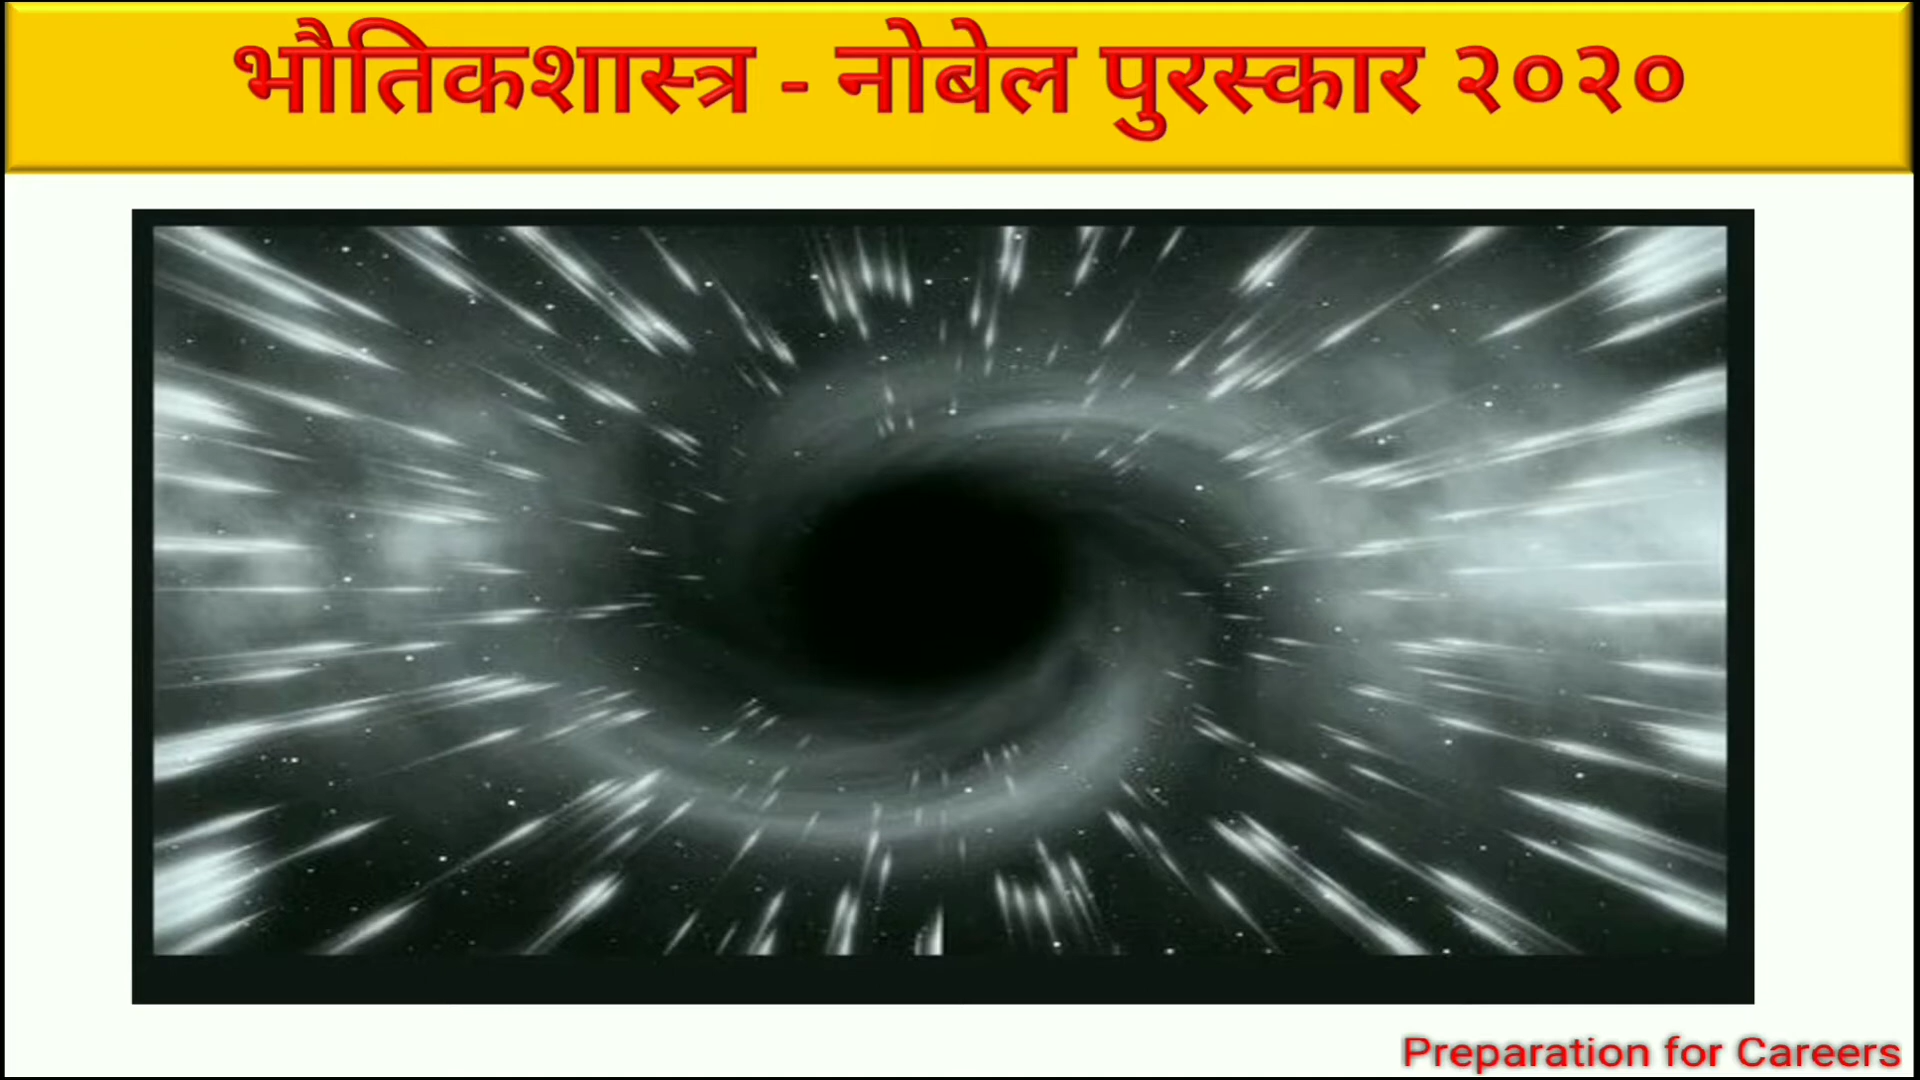 भौतिकशास्त्र - नोबेल पुरस्कार २०२०
Preparation for Careers